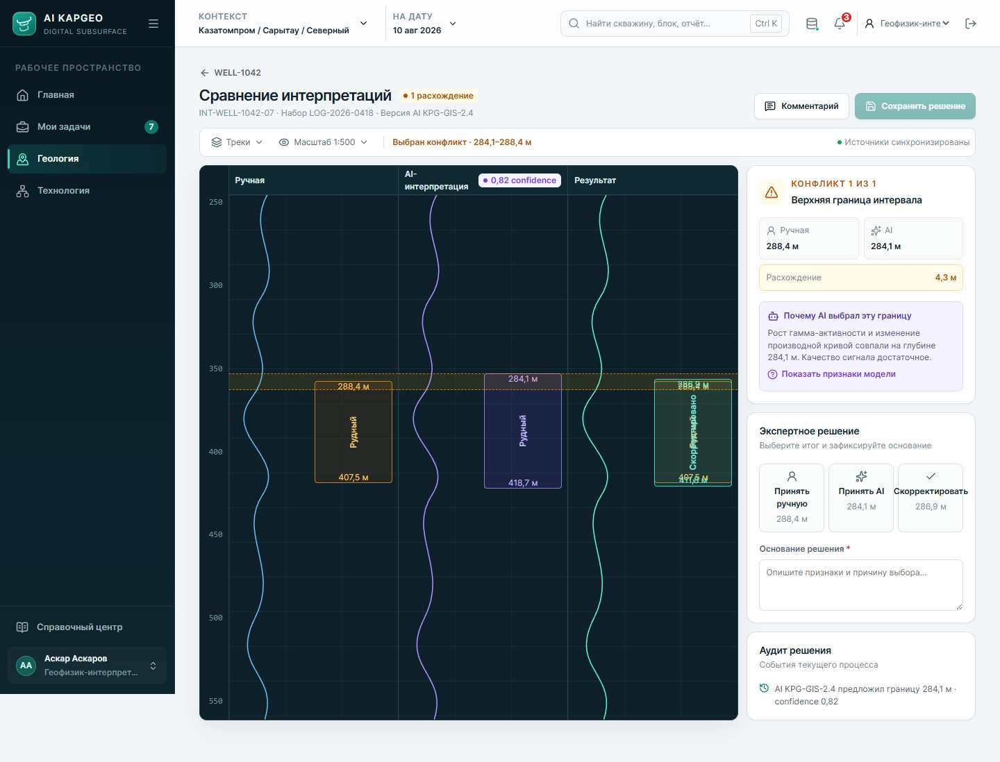 AI KAPGEO
DIGITAL SUBSURFACE
РАБОЧЕЕ ПРОСТРАНСТВО
Главная
Мои задачи
7
Геология
Технология
Справочный центр
AA
Аскар Аскаров
Геофизик-интерпрет...
КОНТЕКСТ
Казатомпром / Сарытау / Северный
НА ДАТУ
10 авг 2026
Найти скважину, блок, отчёт...
Ctrl K
3
Геофизик-инте
WELL-1042
Сравнение интерпретаций
1 расхождение
INT-WELL-1042-07 · Набор LOG-2026-0418 · Версия AI KPG-GIS-2.4
Комментарий
Сохранить решение
Треки
Масштаб 1:500
Выбран конфликт · 284,1–288,4 м
Источники синхронизированы
Ручная
AI-
интерпретация
0,82 confidence
Результат
250
300
350
400
450
500
550
288,4 м
Рудный
407,5 м
284,1 м
Рудный
418,7 м
286,9 м
288,4 м
Скорректировано
Рудный
407,5 м
КОНФЛИКТ 1 ИЗ 1
Верхняя граница интервала
Ручная
288,4 м
AI
284,1 м
Расхождение
4,3 м
Почему AI выбрал эту границу
Рост гамма-активности и изменение
производной кривой совпали на глубине
284,1 м. Качество сигнала достаточное.
Показать признаки модели
Экспертное решение
Выберите итог и зафиксируйте основание
Принять
ручную
288,4 м
Принять AI
284,1 м
Скорректировать
286,9 м
Основание решения *
Опишите признаки и причину выбора...
Аудит решения
События текущего процесса
AI KPG-GIS-2.4 предложил границу 284,1 м ·
confidence 0,82